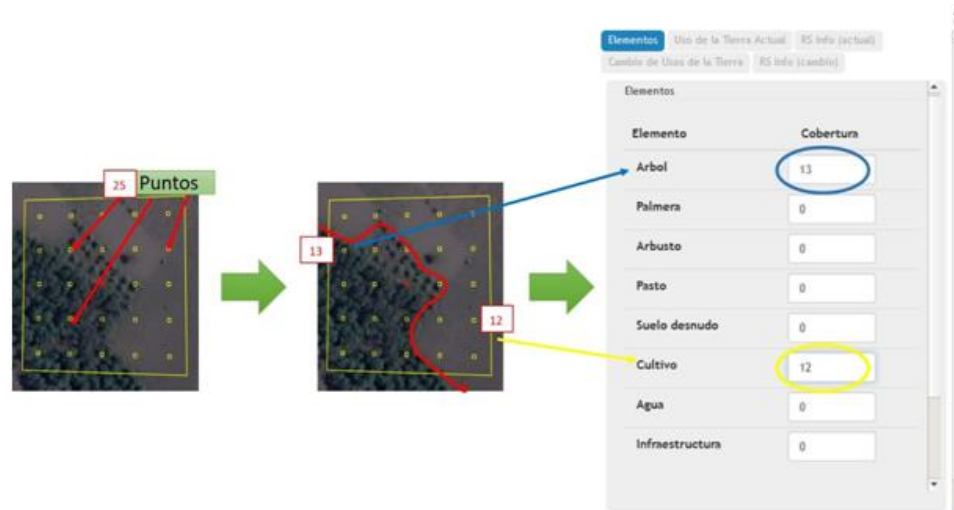 Elementos Uso de la Tierra Actual RS Info (actual)
Cambio de Usos de la Tierra RS Info (cambio)
Elementos
Elemento Cobertura
Arbol 13
Palmera 0
Arbusto 0
Pasto 0
Suelo desnudo 0
Cultivo 12
Agua 0
Infraestructura 0
25 Puntos
13
12